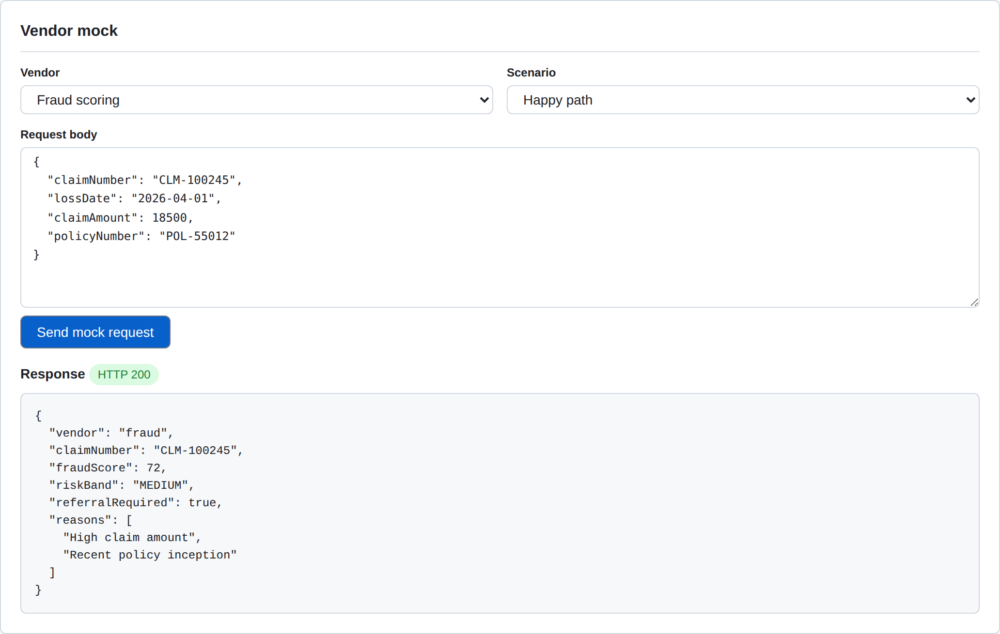 Vendor mock
Vendor
Scenario
Fraud scoring
Happy path
Request body
{
  "claimNumber": "CLM-100245",
  "lossDate": "2026-04-01",
  "claimAmount": 18500,
  "policyNumber": "POL-55012"
}
Send mock request
Response HTTP 200
{
  "vendor": "fraud",
  "claimNumber": "CLM-100245",
  "fraudScore": 72,
  "riskBand": "MEDIUM",
  "referralRequired": true,
  "reasons": [
    "High claim amount",
    "Recent policy inception"
  ]
}